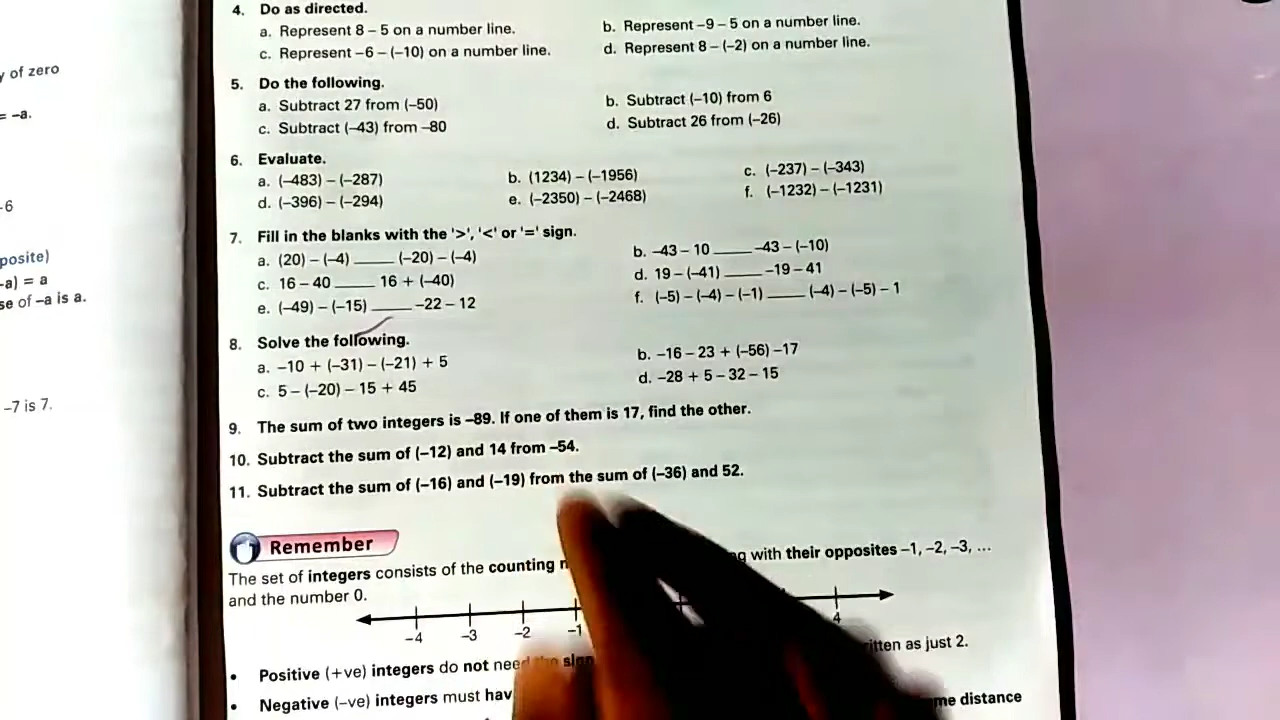 4. Do as directed.
a. Represent 8 – 5 on a number line. b. Represent –9 – 5 on a number line.
c. Represent –6 – (–10) on a number line. d. Represent 8 – (–2) on a number line.
y of zero
= –a.
–6
posite)
-a) = a
se of –a is a.
–7 is 7.
5. Do the following.
a. Subtract 27 from (–50) b. Subtract (–10) from 6
c. Subtract (–43) from –80 d. Subtract 26 from (–26)
6. Evaluate.
a. (–483) – (–287) b. (1234) – (–1956) c. (–237) – (–343)
d. (–396) – (–294) e. (–2350) – (–2468) f. (–1232) – (–1231)
7. Fill in the blanks with the '>', '<' or '=' sign.
a. (20) – (–4) _____ (–20) – (–4) b. –43 – 10 _____ –43 – (–10)
c. 16 – 40 _____ 16 + (–40) d. 19 – (–41) _____ –19 – 41
e. (–49) – (–15) _____ –22 – 12 f. (–5) – (–4) – (–1) _____ (–4) – (–5) – 1
8. Solve the following.
a. –10 + (–31) – (–21) + 5 b. –16 – 23 + (–56) –17
c. 5 – (–20) – 15 + 45 d. –28 + 5 – 32 – 15
9. The sum of two integers is –89. If one of them is 17, find the other.
10. Subtract the sum of (–12) and 14 from –54.
11. Subtract the sum of (–16) and (–19) from the sum of (–36) and 52.
Remember
The set of integers consists of the counting with their opposites –1, –2, –3, ...
and the number 0.
–4 –3 –2 –1 4
• Positive (+ve) integers do not need the sign written as just 2.
• Negative (–ve) integers must have same distance